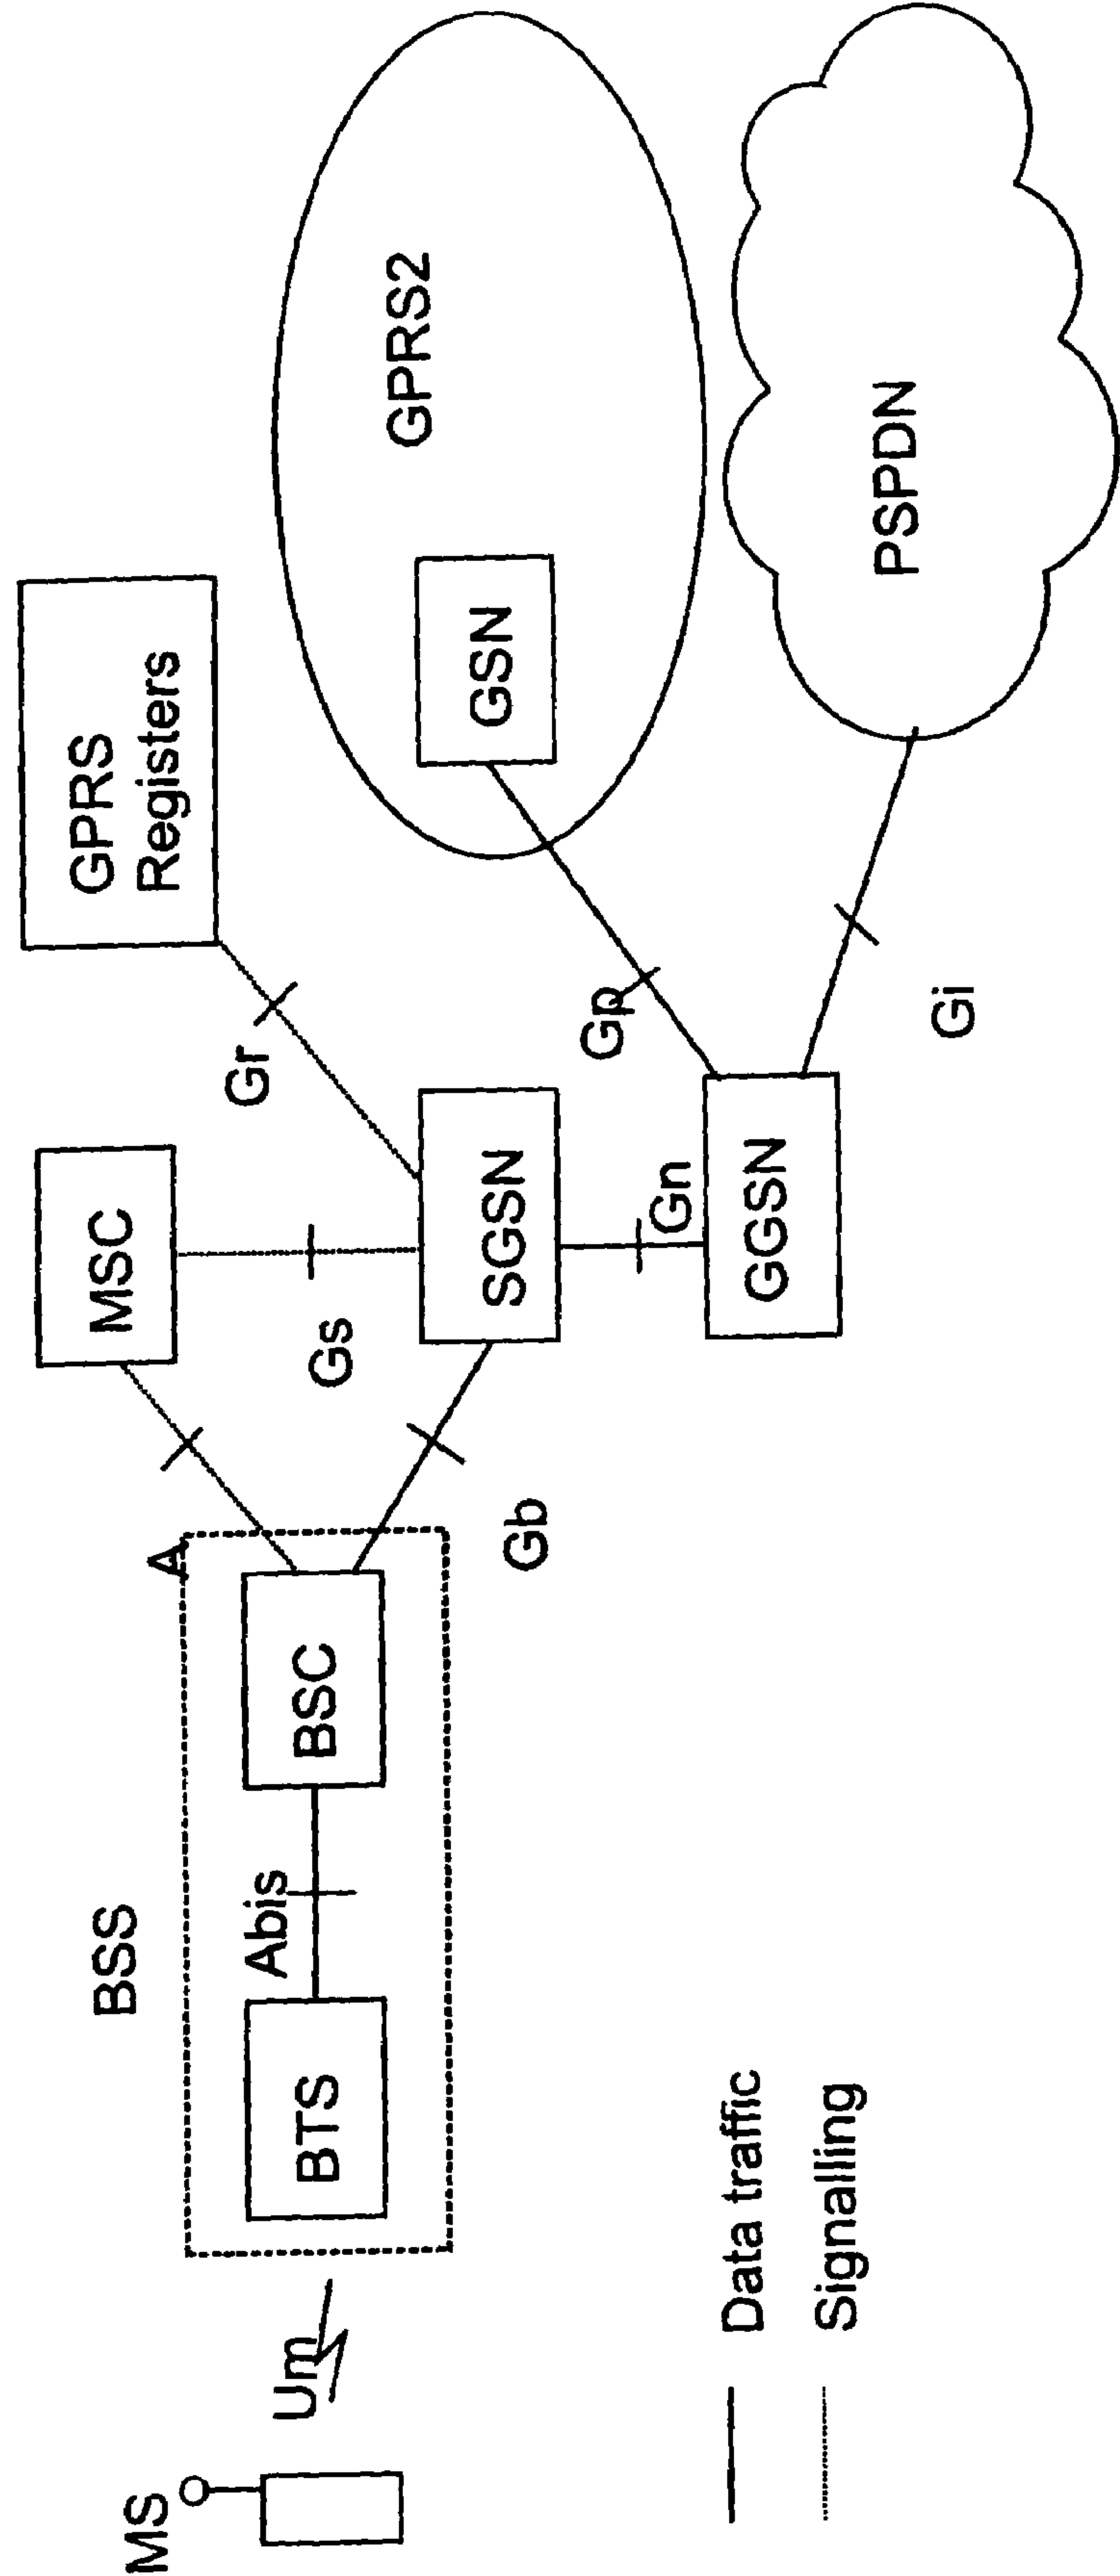 MS
Um
BSS
BTS
Abis
BSC
A
Gb
MSC
Gs
SGSN
Gr
GPRS
Registers
Gn
GGSN
Gp
GSN
GPRS2
Gi
PSPDN
Data traffic
Signalling